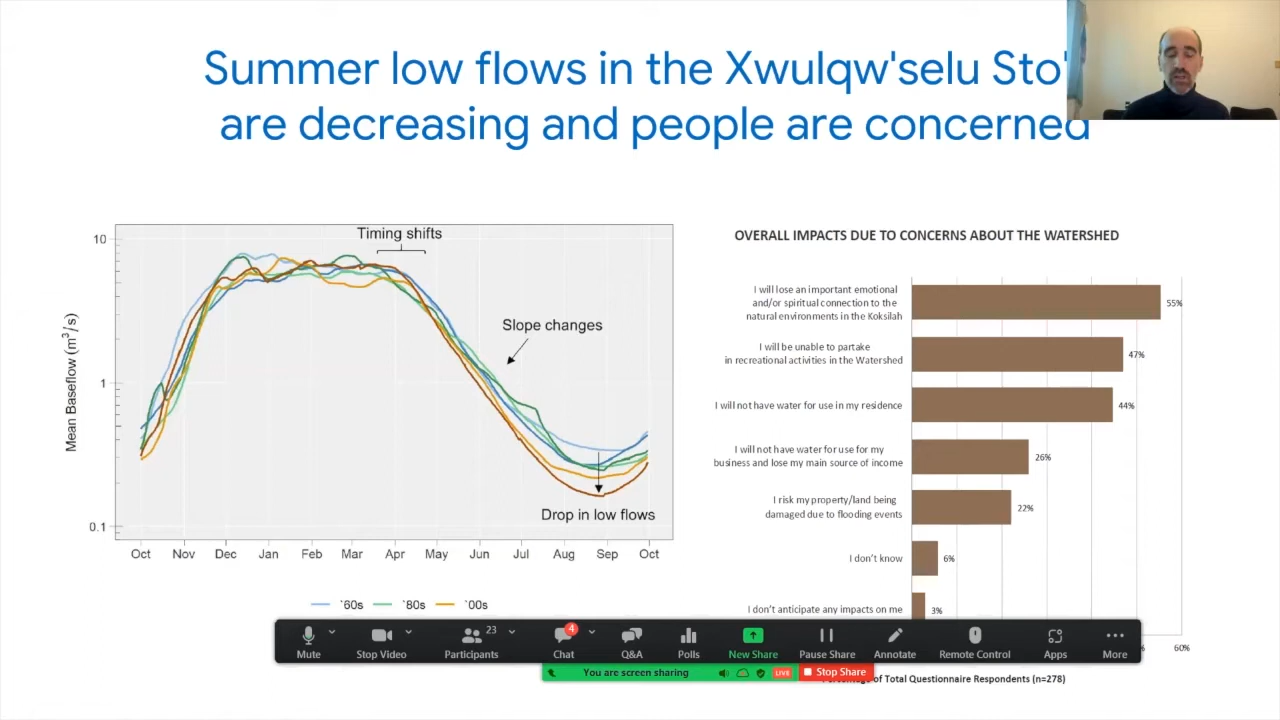 Summer low flows in the Xwulqw'selu Sto'
are decreasing and people are concerned
Timing shifts
Slope changes
Drop in low flows
Mean Baseflow (m³/s)
10
1
0.1
Oct Nov Dec Jan Feb Mar Apr May Jun Jul Aug Sep Oct
`60s `80s `00s
OVERALL IMPACTS DUE TO CONCERNS ABOUT THE WATERSHED
I will lose an important emotional
and/or spiritual connection to the
natural environments in the Koksilah
55%
I will be unable to partake
in recreational activities in the Watershed
47%
I will not have water for use in my residence
44%
I will not have water for use for my
business and lose my main source of income
26%
I risk my property/land being
damaged due to flooding events
22%
I don't know
6%
I don't anticipate any impacts on me
3%
% 60%
of Total Questionnaire Respondents (n=278)
23
4
Mute Stop Video Participants Chat Q&A Polls New Share Pause Share Annotate Remote Control Apps More
You are screen sharing LIVE Stop Share